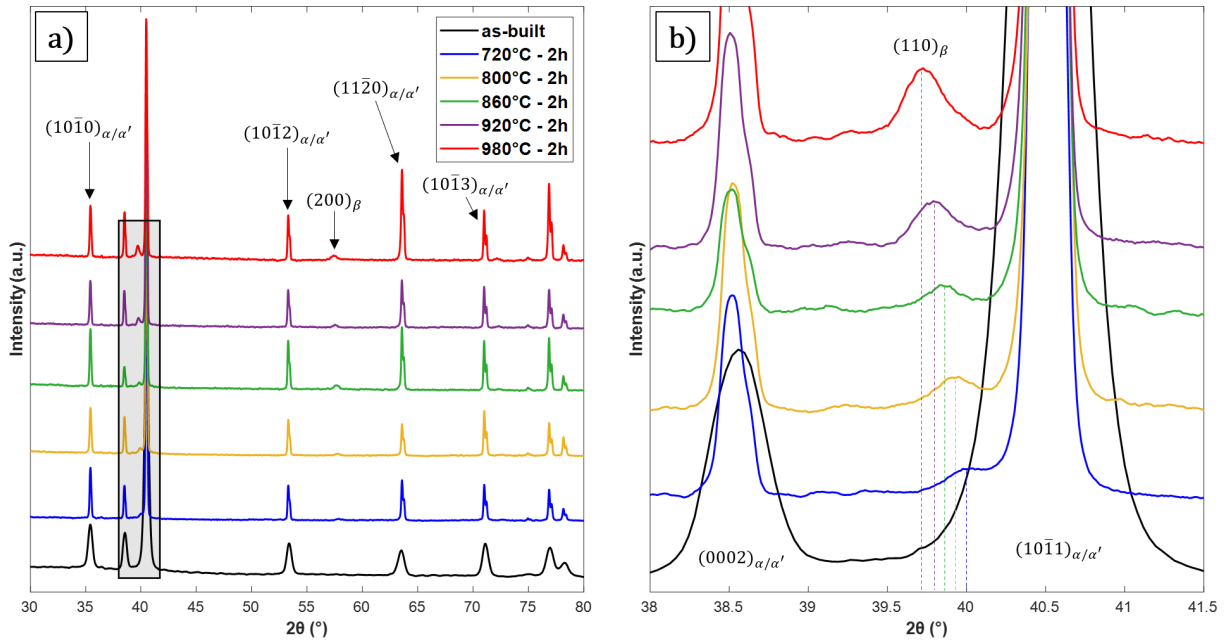 a)
as-built
720°C - 2h
800°C - 2h
860°C - 2h
920°C - 2h
980°C - 2h
(101̅0)α/α′
(101̅2)α/α′
(200)β
(112̅0)α/α′
(101̅3)α/α′
Intensity (a.u.)
30 35 40 45 50 55 60 65 70 75 80
2θ (°)
b)
(110)β
(0002)α/α′
(101̅1)α/α′
Intensity (a.u.)
38 38.5 39 39.5 40 40.5 41 41.5
2θ (°)